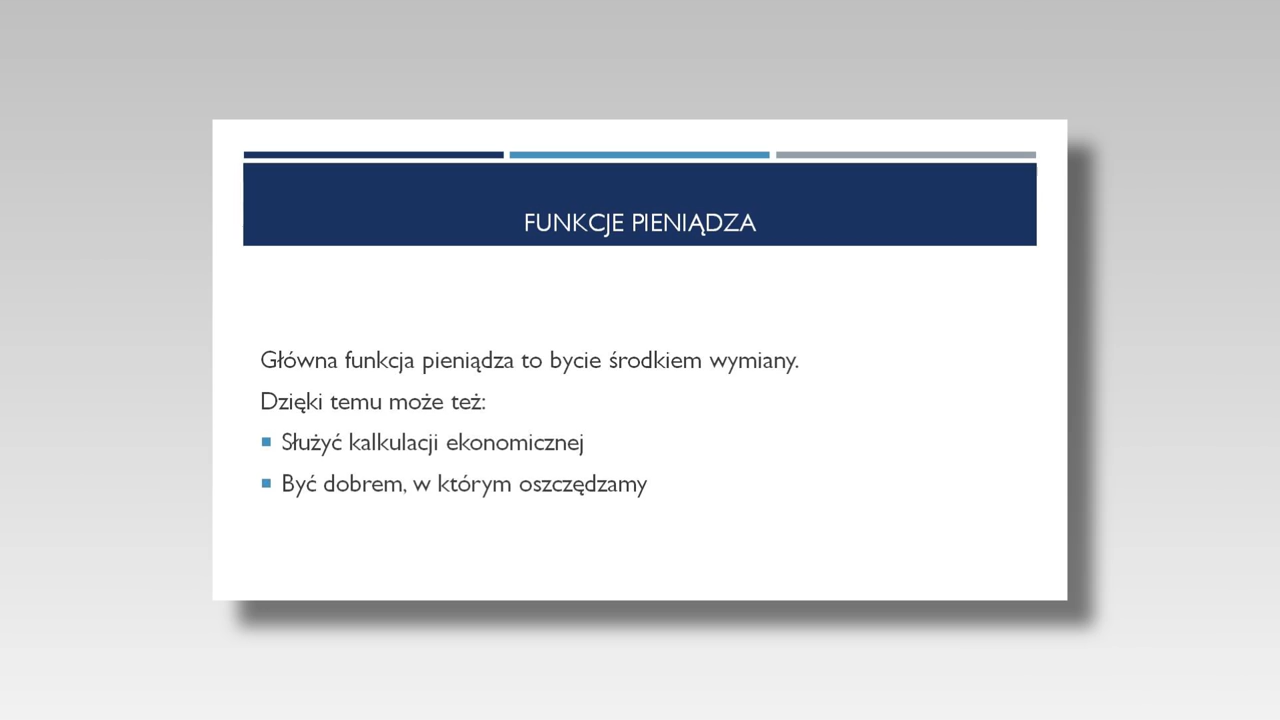 FUNKCJE PIENIĄDZA
Główna funkcja pieniądza to bycie środkiem wymiany.
Dzięki temu może też:
Służyć kalkulacji ekonomicznej
Być dobrem, w którym oszczędzamy